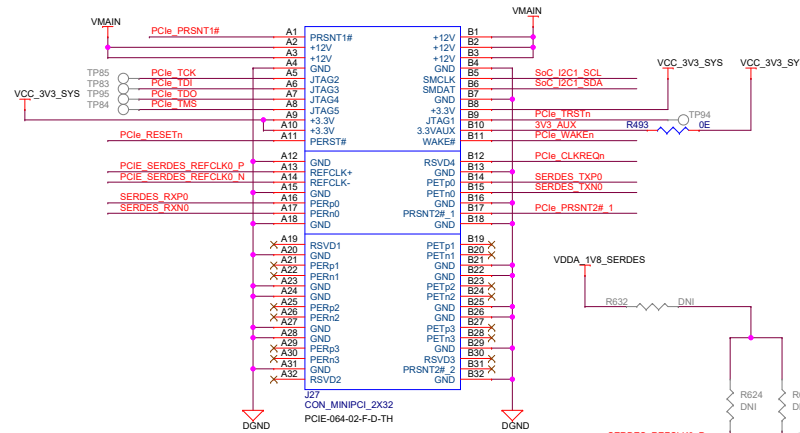 VMAIN
VMAIN
PCIe_PRSNT1#
A1 PRSNT1# +12V B1
A2 +12V +12V B2
A3 +12V +12V B3
A4 GND GND B4
TP85 PCIe_TCK A5 JTAG2 SMCLK B5 SoC_I2C1_SCL
TP83 PCIe_TDI A6 JTAG3 SMDAT B6 SoC_I2C1_SDA
TP95 PCIe_TDO A7 JTAG4 GND B7
TP84 PCIe_TMS A8 JTAG5 +3.3V B8
VCC_3V3_SYS
VCC_3V3_SYS
VCC_3V3_SY
A9 +3.3V JTAG1 B9 PCIe_TRSTn TP94
A10 +3.3V 3.3VAUX B10 3V3_AUX R493 0E
PCIe_RESETn A11 PERST# WAKE# B11 PCIe_WAKEn
A12 GND RSVD4 B12 PCIe_CLKREQn
PCIE_SERDES_REFCLK0_P A13 REFCLK+ GND B13
PCIE_SERDES_REFCLK0_N A14 REFCLK- PETp0 B14 SERDES_TXP0
A15 GND PETn0 B15 SERDES_TXN0
SERDES_RXP0 A16 PERp0 GND B16
SERDES_RXN0 A17 PERn0 PRSNT2#_1 B17 PCIe_PRSNT2#_1
A18 GND GND B18
A19 RSVD1 PETp1 B19
A20 GND PETn1 B20
A21 PERp1 GND B21
A22 PERn1 GND B22
A23 GND PETp2 B23
A24 GND PETn2 B24
A25 PERp2 GND B25
A26 PERn2 GND B26
A27 GND PETp3 B27
A28 GND PETn3 B28
A29 PERp3 GND B29
A30 PERn3 RSVD3 B30
A31 GND PRSNT2#_2 B31
A32 RSVD2 GND B32
J27
CON_MINIPCI_2X32
PCIE-064-02-F-D-TH
DGND
DGND
VDDA_1V8_SERDES
R632 DNI
R624
DNI